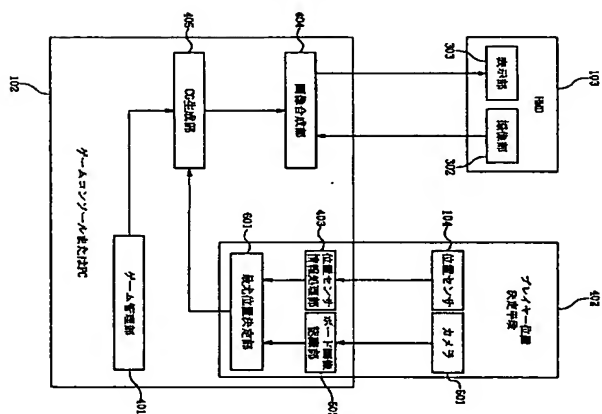 103
HMD
303
表示部
撮像部
302
402
プレイヤー位置
決定手段
104
位置センサ
カメラ
601
404
画像合成部
403
位置センサ
情報処理部
ボード画像
認識部
405
CG生成部
601
最尤位置決定部
ゲーム管理部
401
ゲームコンソールまたはPC
102